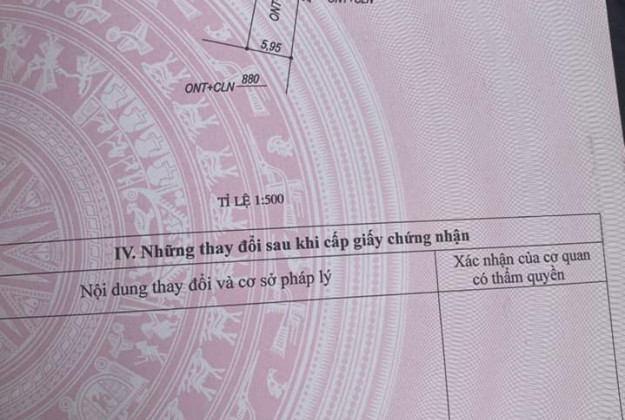 ONT
5,95
ONT+CLN 880
TỈ LỆ 1:500
IV. Những thay đổi sau khi cấp giấy chứng nhận
Nội dung thay đổi và cơ sở pháp lý
Xác nhận của cơ quan
có thẩm quyền